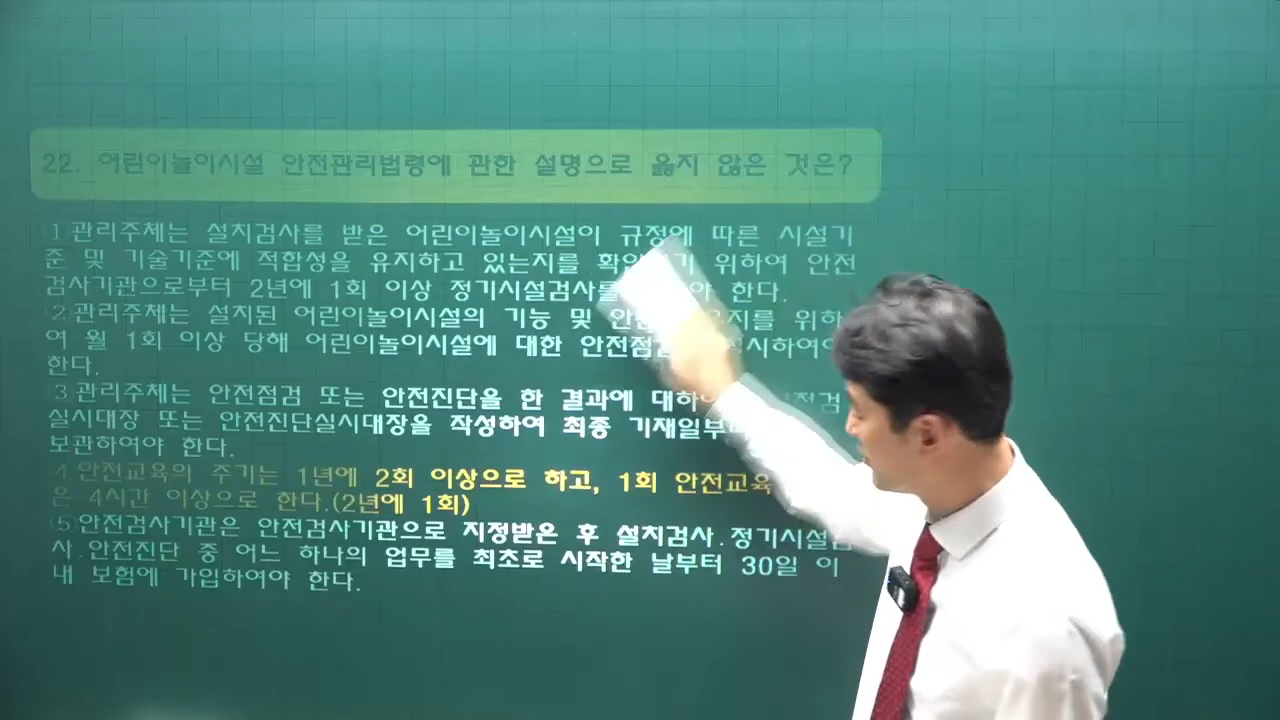 22. 어린이놀이시설 안전관리법령에 관한 설명으로 옳지 않은 것은?
(1)관리주체는 설치검사를 받은 어린이놀이시설이 규정에 따른 시설기
준 및 기술기준에 적합성을 유지하고 있는지를 위하여 안전
검사기관으로부터 2년에 1회 이상 정기시설검사를 한다.
(2)관리주체는 설치된 어린이놀이시설의 기능 및 위하
여 월 1회 이상 당해 어린이놀이시설에 대한
한다.
(3)관리주체는 안전점검 또는 안전진단을 한 결과에
실시대장 또는 안전진단실시대장을 작성하여 최종
보관하여야 한다.
(4)안전교육의 주기는 1년에 2회 이상으로 하고, 1회 안전교육
은 4시간 이상으로 한다.(2년에 1회)
(5)안전검사기관은 안전검사기관으로 지정받은 후 설치검사.정기시설
사.안전진단 중 어느 하나의 업무를 최초로 시작한 날부터 30일 이
내 보험에 가입하여야 한다.